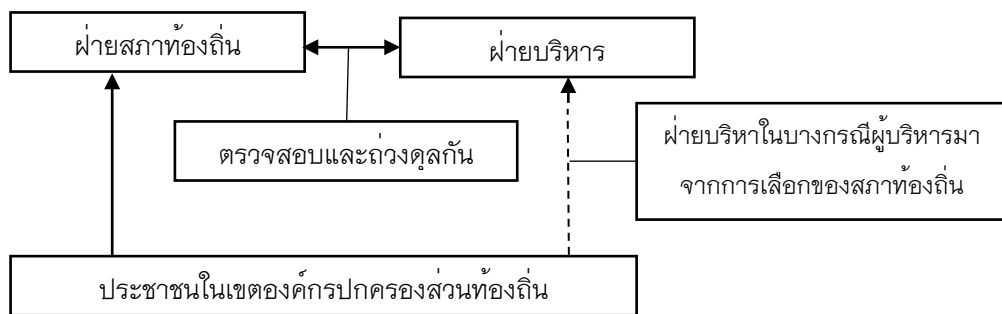 ฝ่ายสภาท้องถิ่น
ฝ่ายบริหาร
ตรวจสอบและถ่วงดุลกัน
ฝ่ายบริหาในบางกรณีผู้บริหารมา
จากการเลือกของสภาท้องถิ่น
ประชาชนในเขตองค์กรปกครองส่วนท้องถิ่น